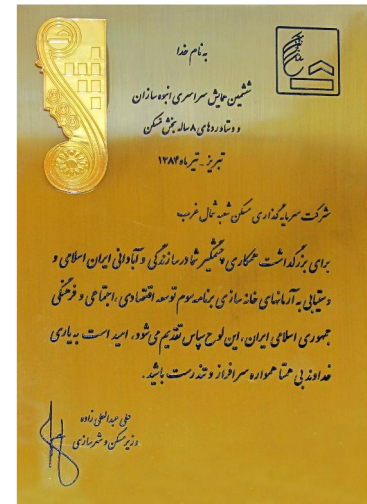 به نام خدا
ششمین همایش سراسری انبوه سازان
و دستاوردهای ۸ ساله بخش مسکن
تبریز - تیر ماه ۱۳۸۴
شرکت سرمایه گذاری مسکن شعبه شمال غرب
برای بزرگداشت همکاری چشمگیر شما در سازندگی و آبادانی ایران اسلامی و
دستیابی به آرمانهای خانه سازی برنامه سوم توسعه اقتصادی، اجتماعی و فرهنگی
جمهوری اسلامی ایران، این لوح سپاس تقدیم می‌شود، امید است به یاری
خداوند بی همتا همواره سرافراز و تندرست باشید.
علی عبدالعلی زاده
وزیر مسکن و شهرسازی